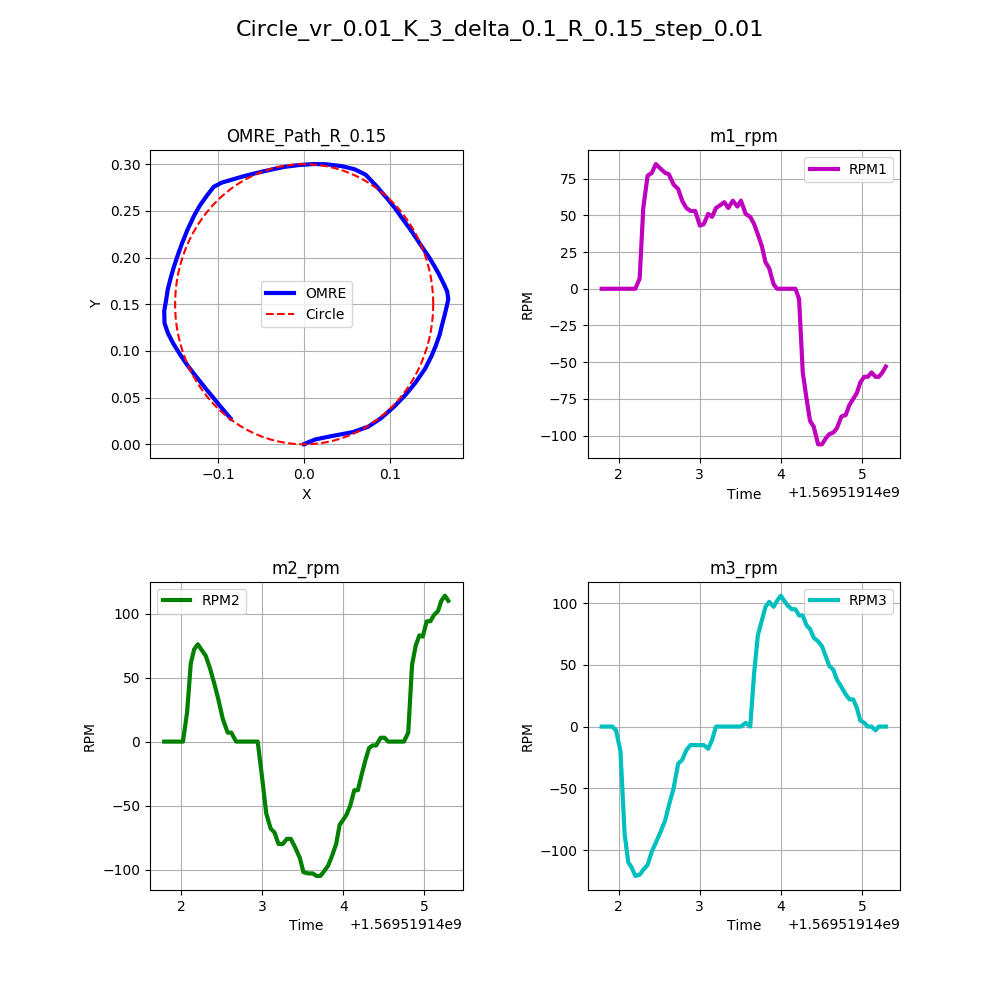 Circle_vr_0.01_K_3_delta_0.1_R_0.15_step_0.01
OMRE_Path_R_0.15
0.30
0.25
0.20
0.15
0.10
0.05
0.00
Y
OMRE
Circle
−0.1
0.0
0.1
X
m1_rpm
75
50
25
0
−25
−50
−75
−100
RPM
RPM1
2
3
4
5
Time
+1.56951914e9
m2_rpm
100
50
0
−50
−100
RPM
RPM2
2
3
4
5
Time
+1.56951914e9
m3_rpm
100
50
0
−50
−100
RPM
RPM3
2
3
4
5
Time
+1.56951914e9